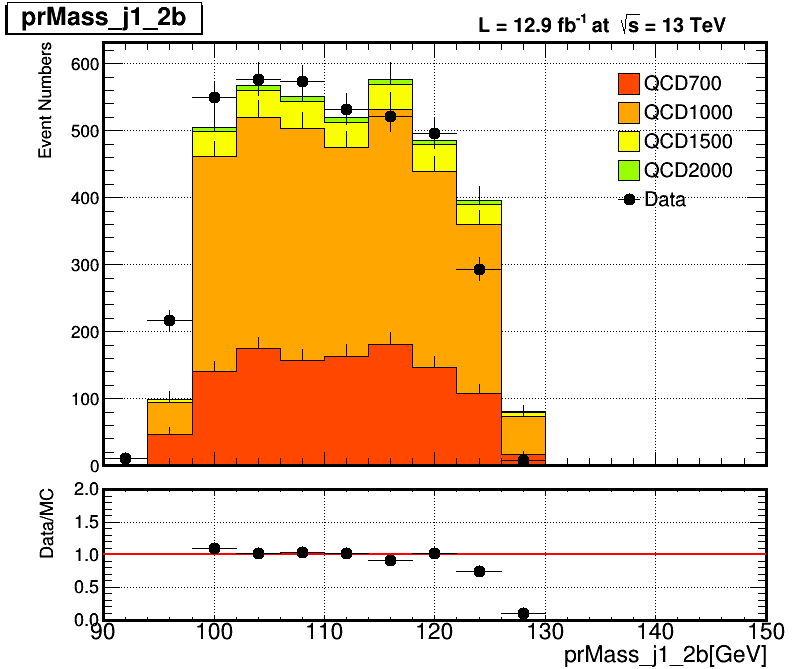 prMass_j1_2b
L = 12.9 fb-1 at √s = 13 TeV
Event Numbers
600
500
400
300
200
100
0
QCD700
QCD1000
QCD1500
QCD2000
Data
Data/MC
2.0
1.5
1.0
0.5
0.0
90 100 110 120 130 140 150
prMass_j1_2b[GeV]